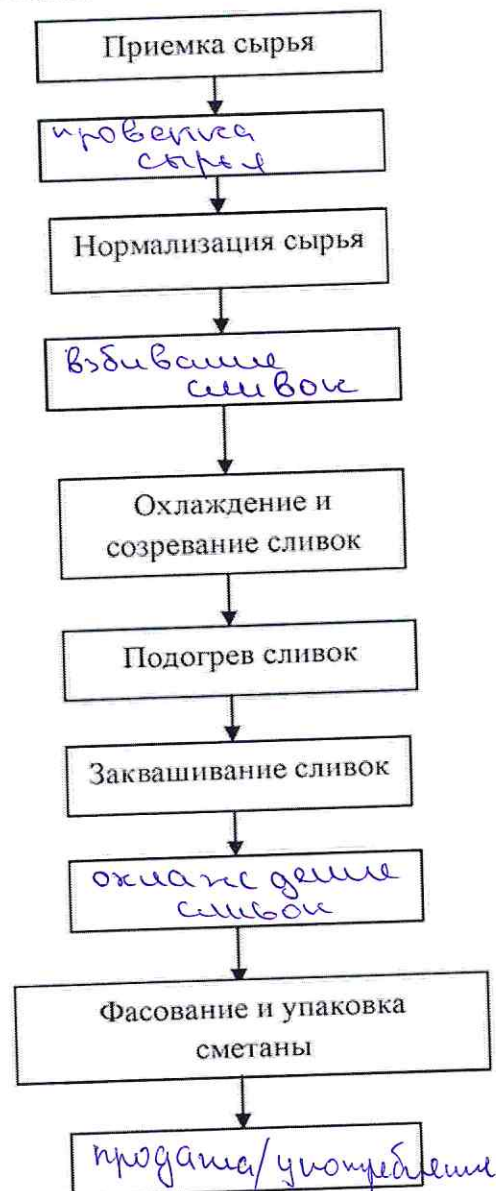 Приемка сырья
проверка
сырья
Нормализация сырья
взбивание
сливок
Охлаждение и
созревание сливок
Подогрев сливок
Заквашивание сливок
охлаждение
сливок
Фасование и упаковка
сметаны
продажа/употребление